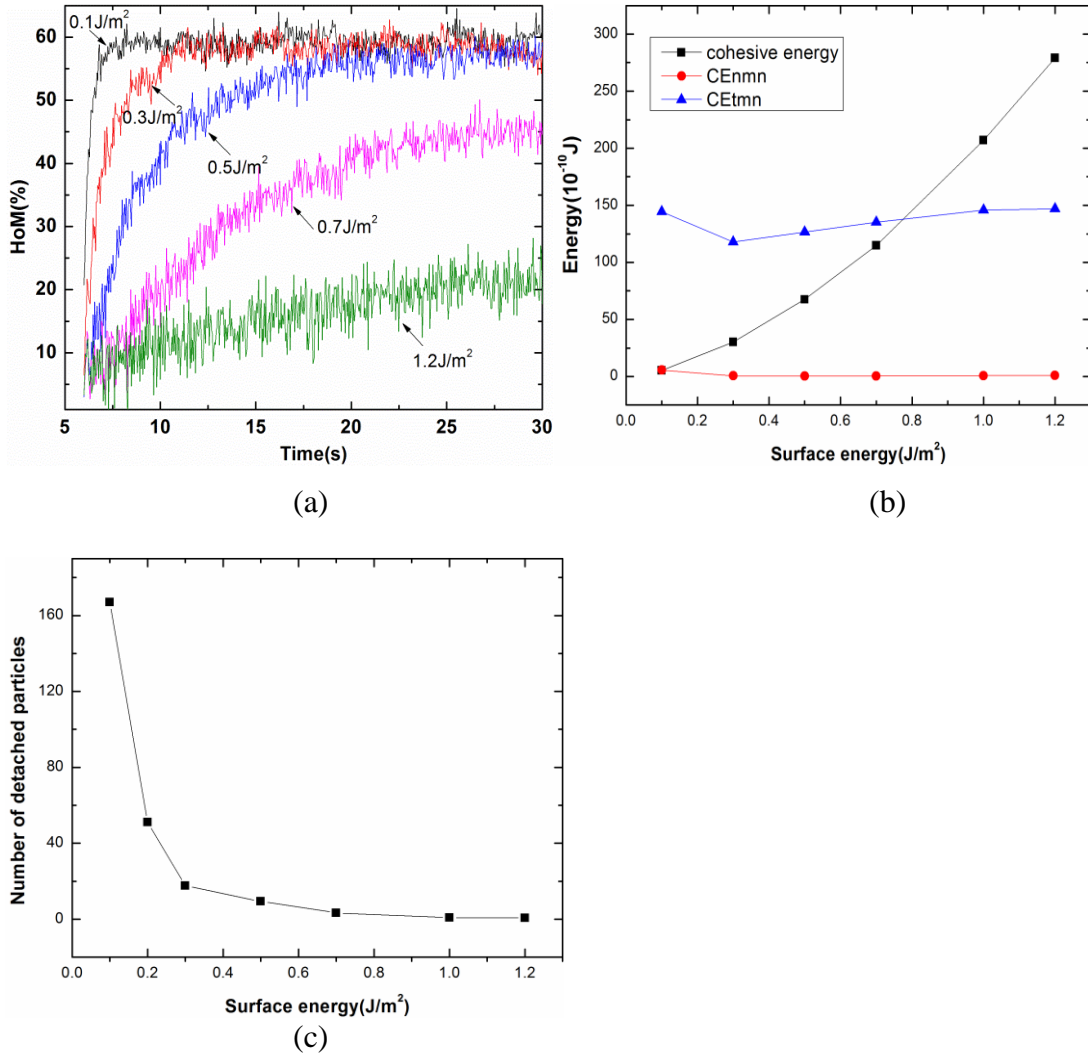 0.1J/m²
0.3J/m²
0.5J/m²
0.7J/m²
1.2J/m²
HoM(%)
60
50
40
30
20
10
5 10 15 20 25 30
Time(s)
(a)
cohesive energy
CEnmn
CEtmn
Energy(10⁻¹⁰J)
300
250
200
150
100
50
0
0.0 0.2 0.4 0.6 0.8 1.0 1.2
Surface energy(J/m²)
(b)
Number of detached particles
160
120
80
40
0
0.0 0.2 0.4 0.6 0.8 1.0 1.2
Surface energy(J/m²)
(c)